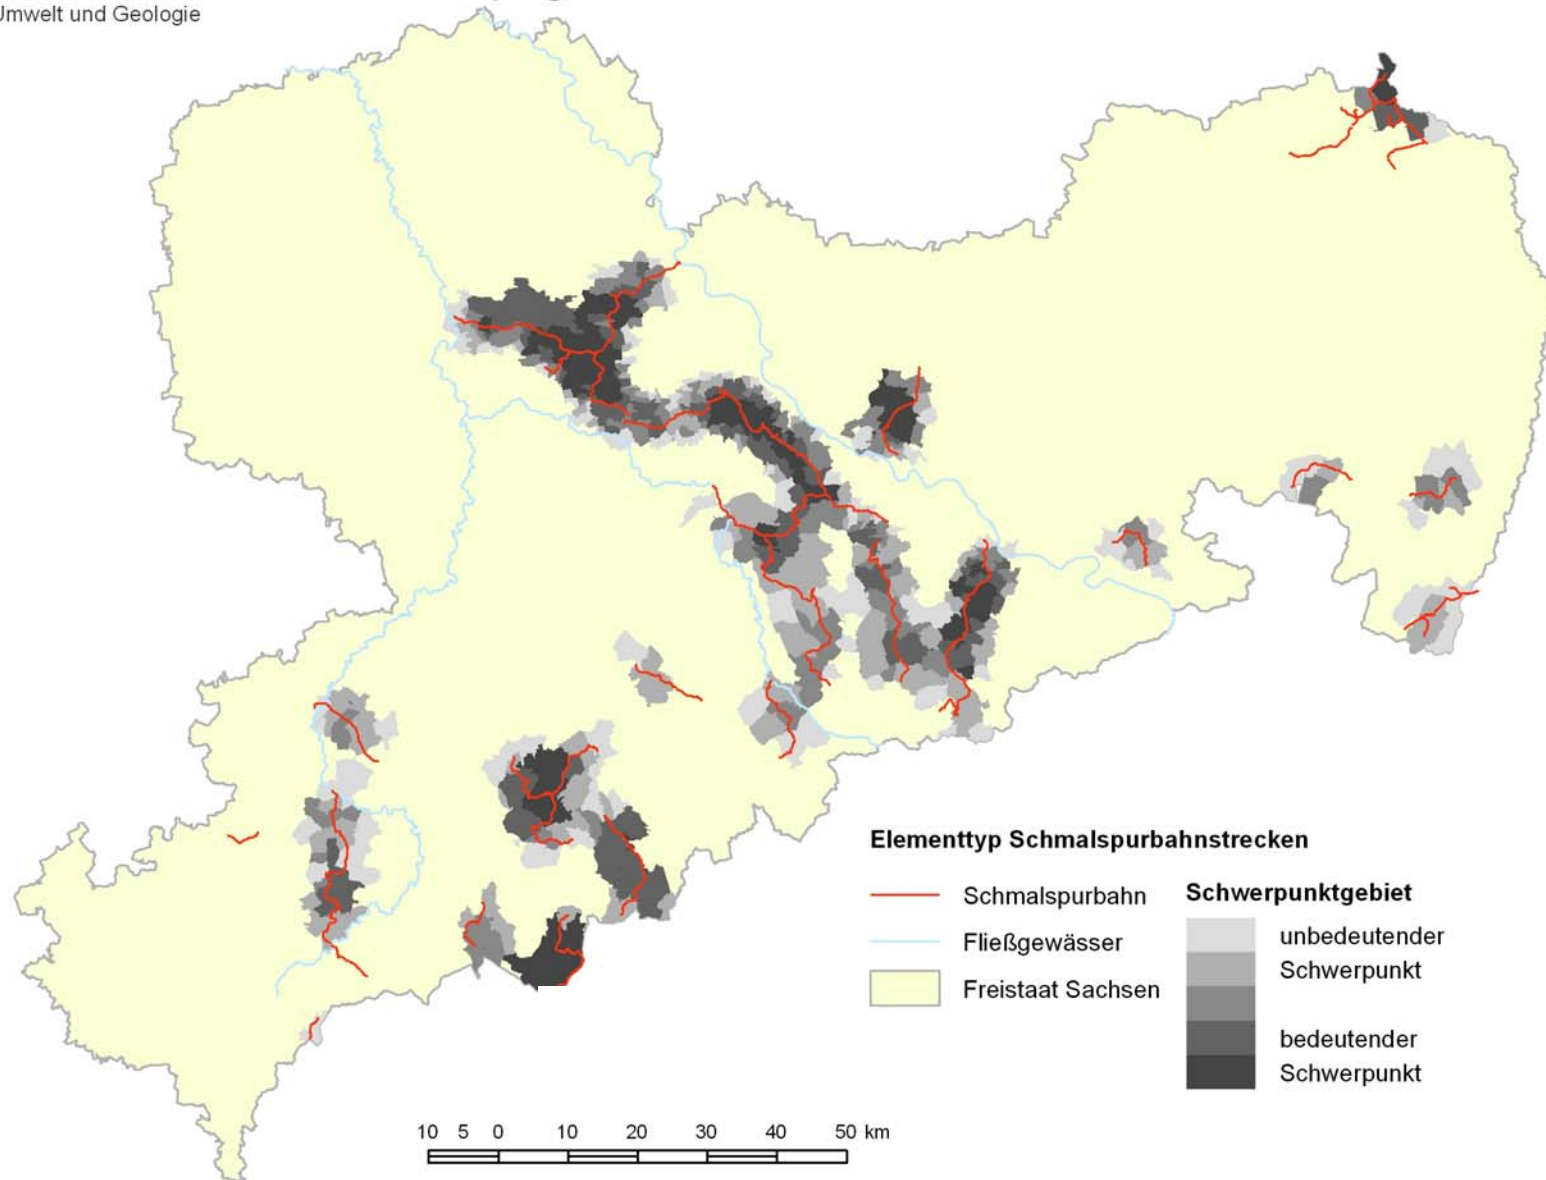 Umwelt und Geologie
Elementtyp Schmalspurbahnstrecken
Schmalspurbahn
Fließgewässer
Freistaat Sachsen
Schwerpunktgebiet
unbedeutender
Schwerpunkt
bedeutender
Schwerpunkt
10 5 0 10 20 30 40 50 km